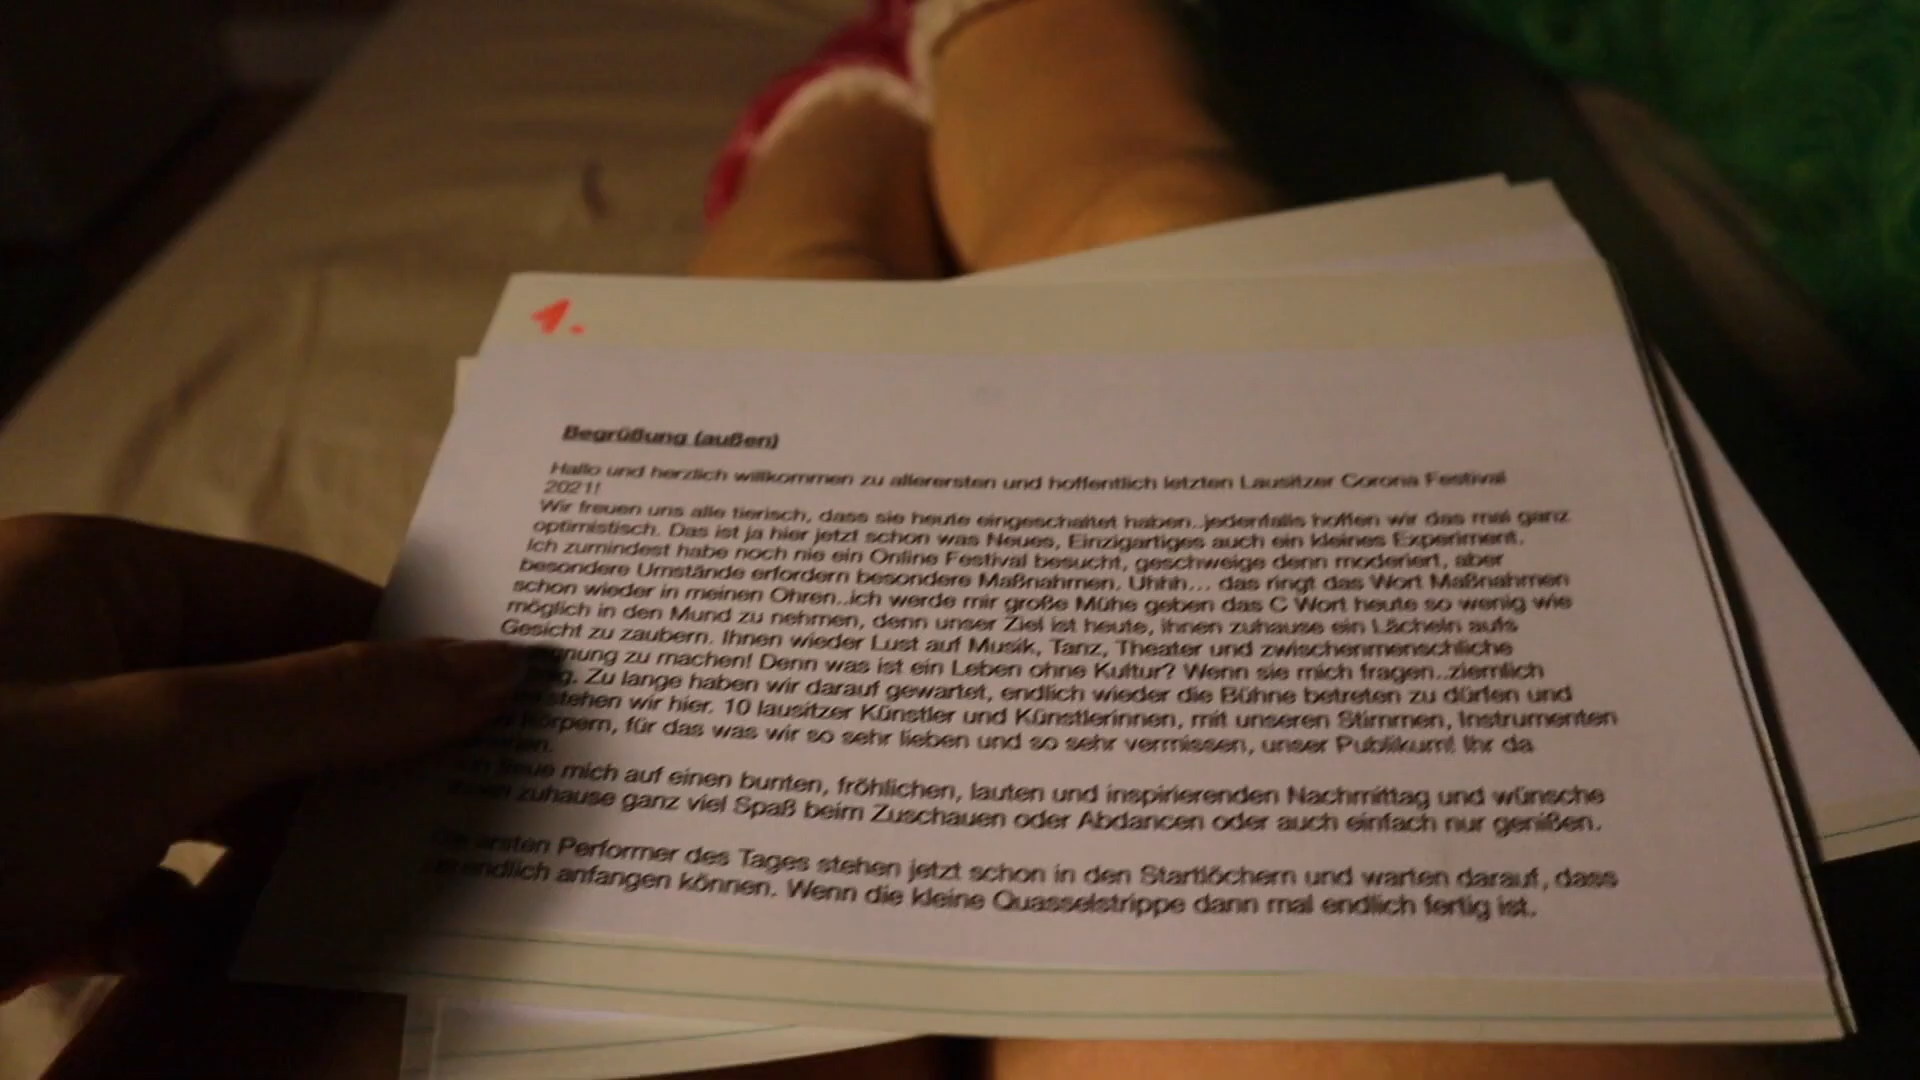 1.
Begrüßung (außen)
Hallo und herzlich willkommen zu allerersten und hoffentlich letzten Lausitzer Corona Festival
2021!
Wir freuen uns alle tierisch, dass sie heute eingeschaltet haben..jedenfalls hoffen wir das mal ganz
optimistisch. Das ist ja hier jetzt schon was Neues, Einzigartiges auch ein kleines Experiment.
Ich zumindest habe noch nie ein Online Festival besucht, geschweige denn moderiert, aber
besondere Umstände erfordern besondere Maßnahmen. Uhhh... das ringt das Wort Maßnahmen
schon wieder in meinen Ohren..ich werde mir große Mühe geben das C Wort heute so wenig wie
möglich in den Mund zu nehmen, denn unser Ziel ist heute, ihnen zuhause ein Lächeln aufs
Gesicht zu zaubern. Ihnen wieder Lust auf Musik, Tanz, Theater und zwischenmenschliche
zu machen! Denn was ist ein Leben ohne Kultur? Wenn sie mich fragen..ziemlich
Zu lange haben wir darauf gewartet, endlich wieder die Bühne betreten zu dürfen und
stehen wir hier. 10 lausitzer Künstler und Künstlerinnen, mit unseren Stimmen, Instrumenten
Körpern, für das was wir so sehr lieben und so sehr vermissen, unser Publikum! Ihr da
freue mich auf einen bunten, fröhlichen, lauten und inspirierenden Nachmittag und wünsche
zuhause ganz viel Spaß beim Zuschauen oder Abdancen oder auch einfach nur genißen.
ersten Performer des Tages stehen jetzt schon in den Startlöchern und warten darauf, dass
endlich anfangen können. Wenn die kleine Quasselstrippe dann mal endlich fertig ist.